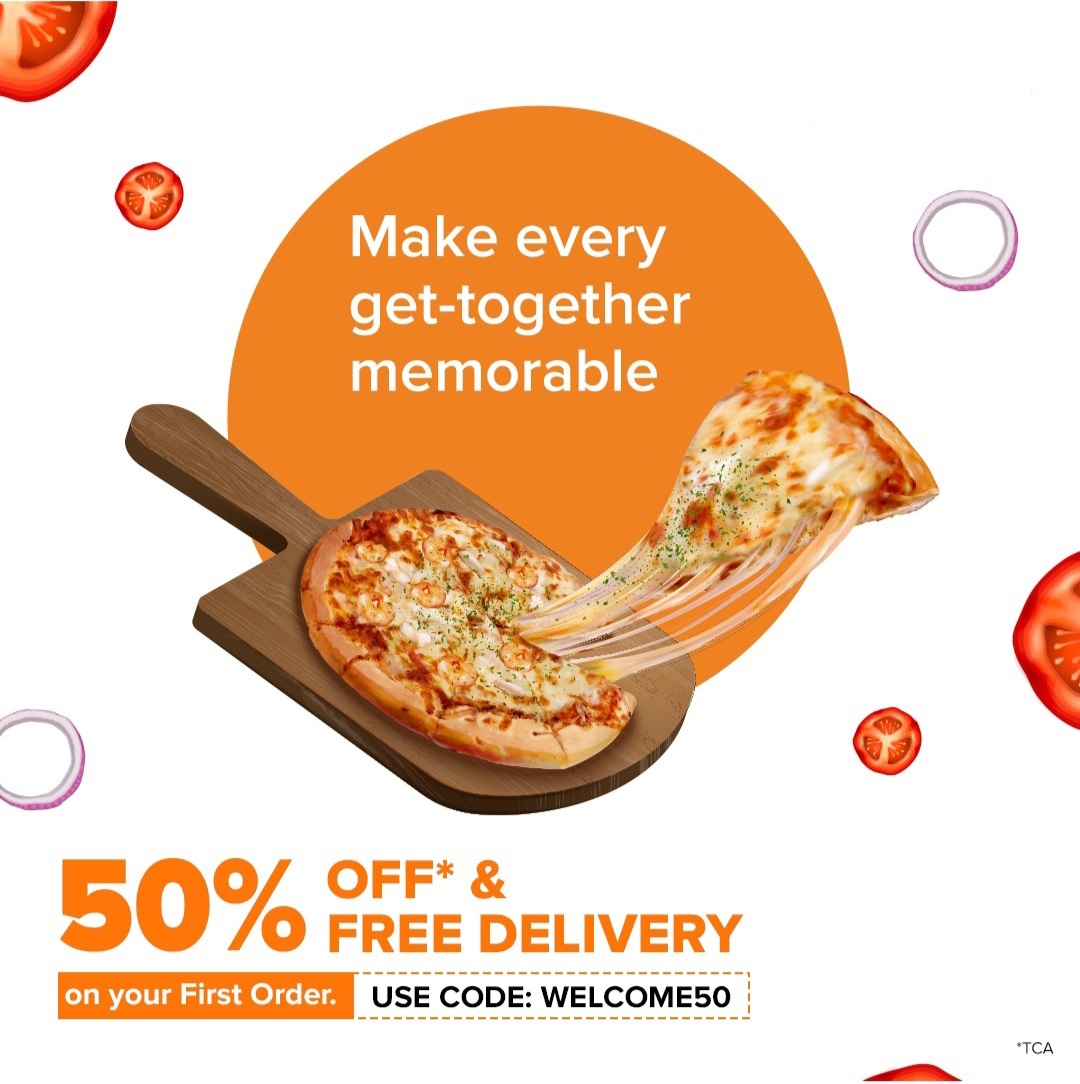 Make every
get-together
memorable
50% OFF* &
FREE DELIVERY
on your First Order. USE CODE: WELCOME50
*TCA